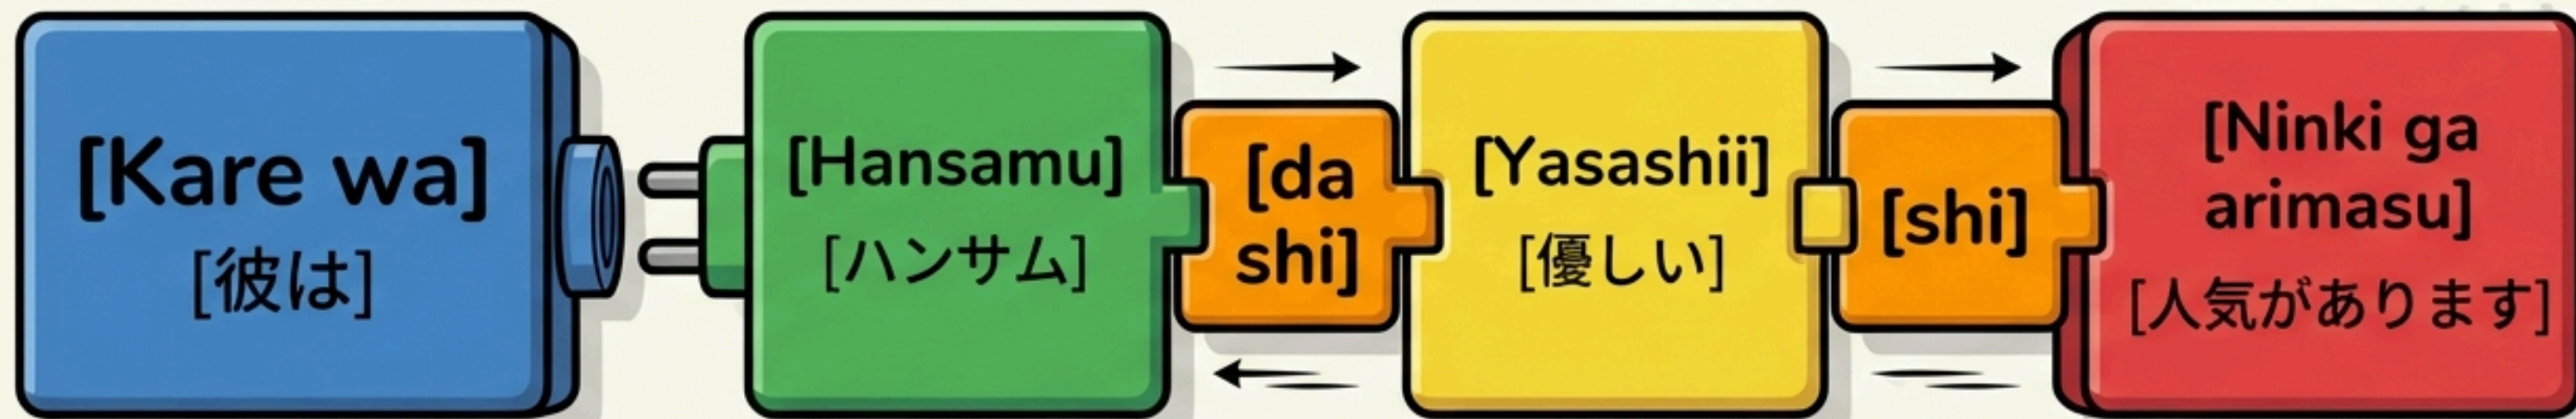 [Kare wa]
[彼は]
[Hansamu]
[ハンサム]
[da
shi]
[Yasashii]
[優しい]
[shi]
[Ninki ga
arimasu]
[人気があります]